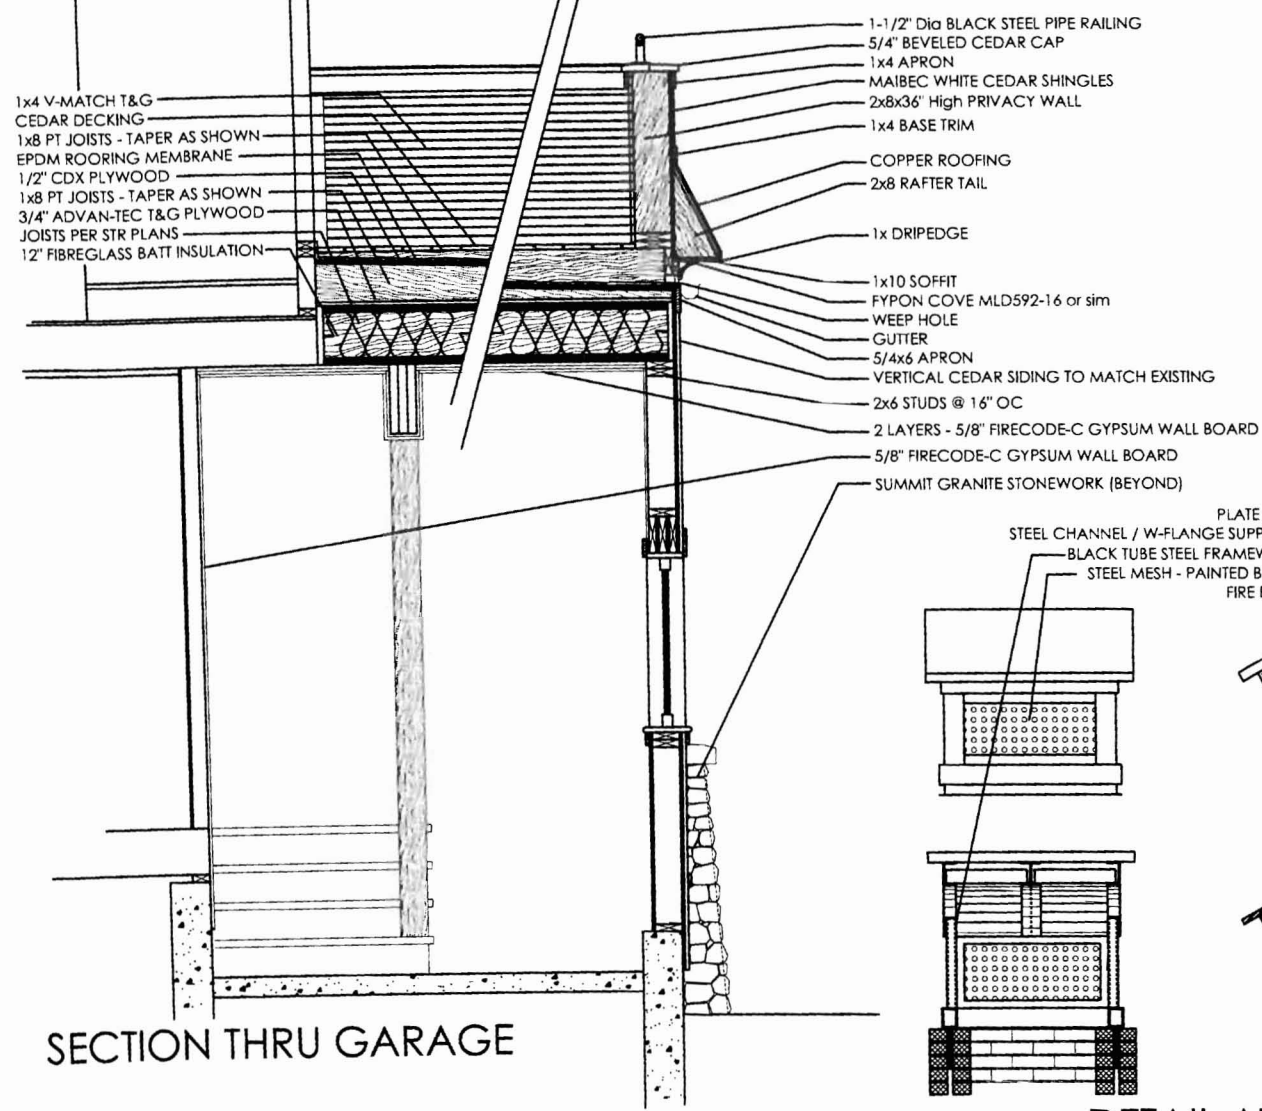 1x4 V-MATCH T&G
CEDAR DECKING
1x8 PT JOISTS - TAPER AS SHOWN
EPDM ROORING MEMBRANE
1/2" CDX PLYWOOD
1x8 PT JOISTS - TAPER AS SHOWN
3/4" ADVAN-TEC T&G PLYWOOD
JOISTS PER STR PLANS
12" FIBREGLASS BATT INSULATION
1-1/2" Dia BLACK STEEL PIPE RAILING
5/4" BEVELED CEDAR CAP
1x4 APRON
MAIBEC WHITE CEDAR SHINGLES
2x8x36" High PRIVACY WALL
1x4 BASE TRIM
COPPER ROOFING
2x8 RAFTER TAIL
1x DRIPEDGE
1x10 SOFFIT
FYPON COVE MLD592-16 or sim
WEEP HOLE
GUTTER
5/4x6 APRON
VERTICAL CEDAR SIDING TO MATCH EXISTING
2x6 STUDS @ 16" OC
2 LAYERS - 5/8" FIRECODE-C GYPSUM WALL BOARD
5/8" FIRECODE-C GYPSUM WALL BOARD
SUMMIT GRANITE STONEWORK (BEYOND)
PLATE
STEEL CHANNEL / W-FLANGE SUPP
BLACK TUBE STEEL FRAMEW
STEEL MESH - PAINTED B
FIRE
SECTION THRU GARAGE